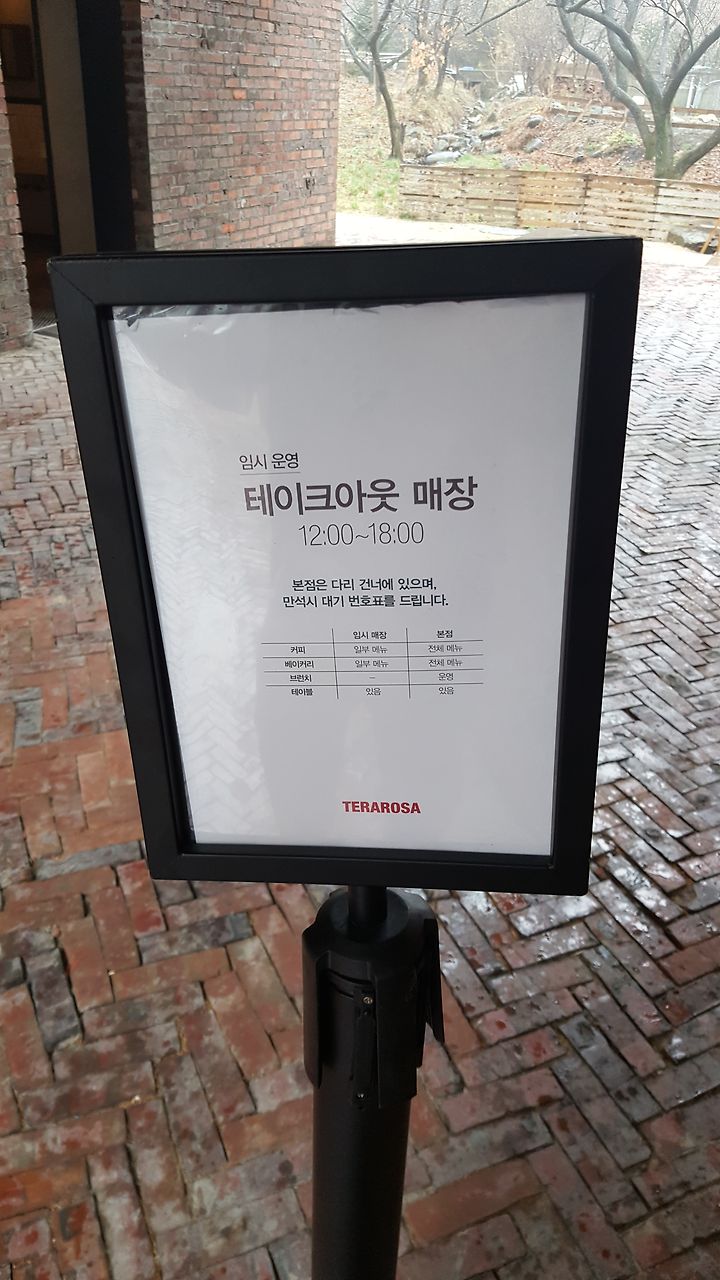 임시 운영
테이크아웃 매장
12:00~18:00
본점은 다리 건너에 있으며,
만석시 대기 번호표를 드립니다.
임시 매장 본점
커피 일부 메뉴 전체 메뉴
베이커리 일부 메뉴 전체 메뉴
브런치 – 운영
테이블 있음 있음
TERAROSA